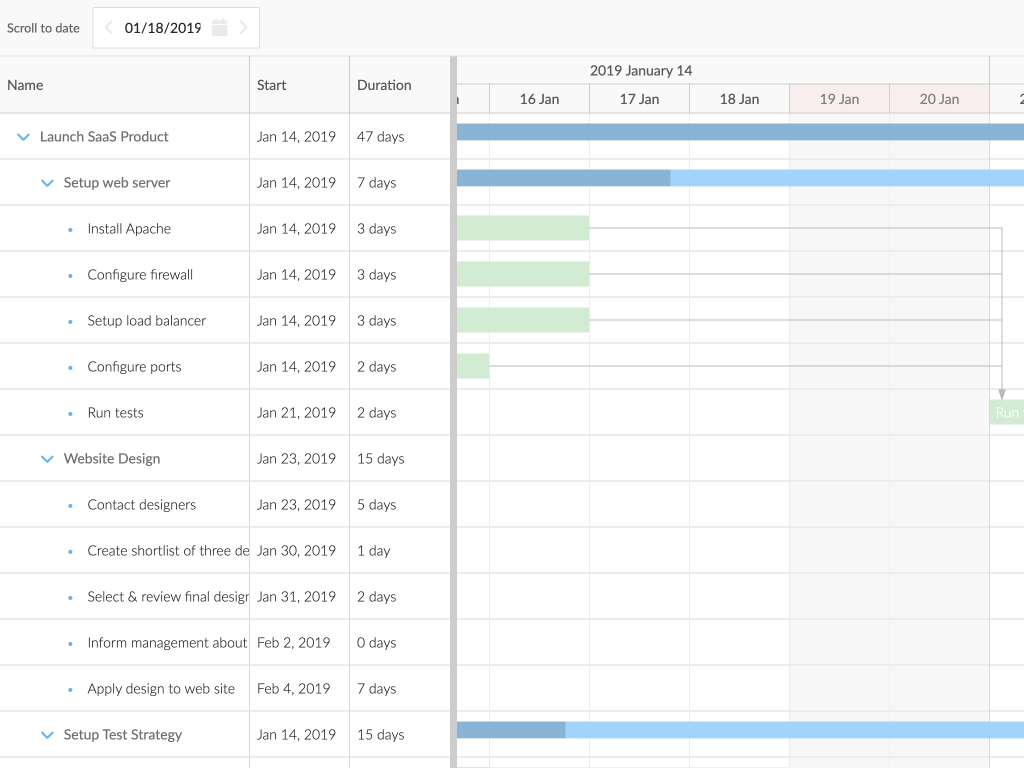 Scroll to date 01/18/2019
Name Start Duration 2019 January 14
16 Jan 17 Jan 18 Jan 19 Jan 20 Jan
Launch SaaS Product Jan 14, 2019 47 days
Setup web server Jan 14, 2019 7 days
Install Apache Jan 14, 2019 3 days
Configure firewall Jan 14, 2019 3 days
Setup load balancer Jan 14, 2019 3 days
Configure ports Jan 14, 2019 2 days
Run tests Jan 21, 2019 2 days Run
Website Design Jan 23, 2019 15 days
Contact designers Jan 23, 2019 5 days
Create shortlist of three de Jan 30, 2019 1 day
Select & review final design Jan 31, 2019 2 days
Inform management about Feb 2, 2019 0 days
Apply design to web site Feb 4, 2019 7 days
Setup Test Strategy Jan 14, 2019 15 days